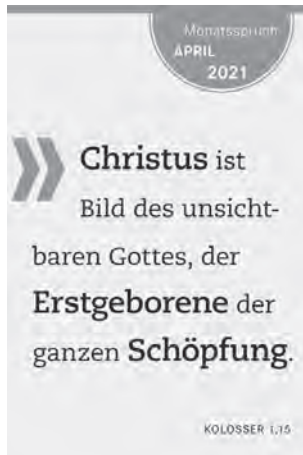 Monatsspruch
APRIL
2021
» Christus ist
Bild des unsicht-
baren Gottes, der
Erstgeborene der
ganzen Schöpfung.
KOLOSSER 1,15